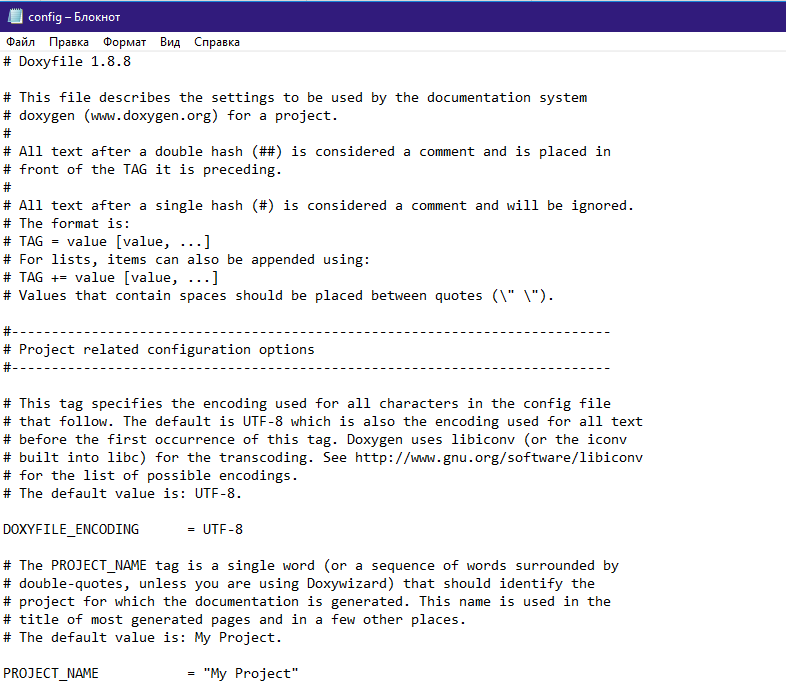 config – Блокнот
Файл Правка Формат Вид Справка
# Doxyfile 1.8.8

# This file describes the settings to be used by the documentation system
# doxygen (www.doxygen.org) for a project.
#
# All text after a double hash (##) is considered a comment and is placed in
# front of the TAG it is preceding.
#
# All text after a single hash (#) is considered a comment and will be ignored.
# The format is:
# TAG = value [value, ...]
# For lists, items can also be appended using:
# TAG += value [value, ...]
# Values that contain spaces should be placed between quotes (\" \").

#---------------------------------------------------------------------------
# Project related configuration options
#---------------------------------------------------------------------------

# This tag specifies the encoding used for all characters in the config file
# that follow. The default is UTF-8 which is also the encoding used for all text
# before the first occurrence of this tag. Doxygen uses libiconv (or the iconv
# built into libc) for the transcoding. See http://www.gnu.org/software/libiconv
# for the list of possible encodings.
# The default value is: UTF-8.

DOXYFILE_ENCODING      = UTF-8

# The PROJECT_NAME tag is a single word (or a sequence of words surrounded by
# double-quotes, unless you are using Doxywizard) that should identify the
# project for which the documentation is generated. This name is used in the
# title of most generated pages and in a few other places.
# The default value is: My Project.

PROJECT_NAME           = "My Project"